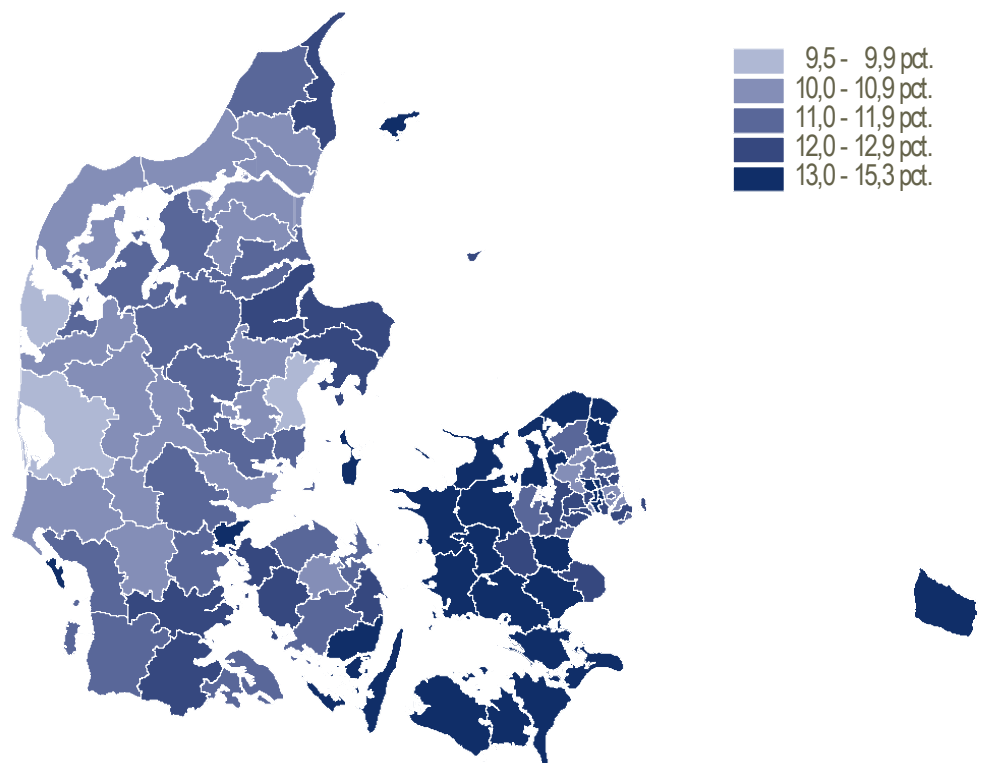 9,5 - 9,9 pct.
10,0 - 10,9 pct.
11,0 - 11,9 pct.
12,0 - 12,9 pct.
13,0 - 15,3 pct.